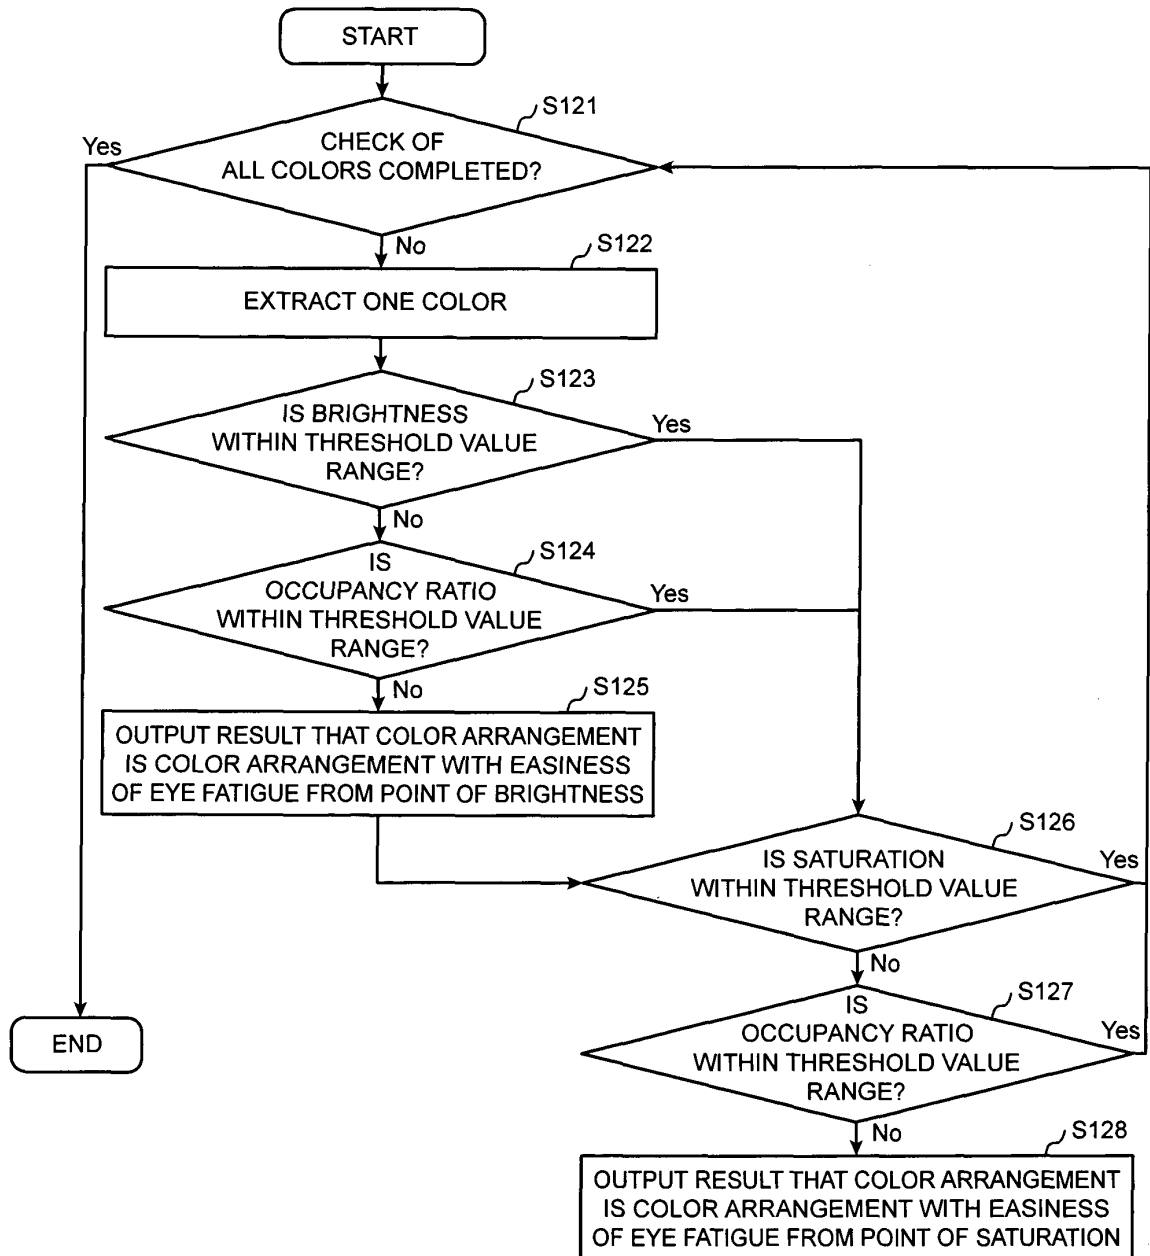 START
S121
Yes
CHECK OF
ALL COLORS COMPLETED?
No
S122
EXTRACT ONE COLOR
S123
IS BRIGHTNESS
WITHIN THRESHOLD VALUE
RANGE?
Yes
No
S124
IS
OCCUPANCY RATIO
WITHIN THRESHOLD VALUE
RANGE?
Yes
No
S125
OUTPUT RESULT THAT COLOR ARRANGEMENT
IS COLOR ARRANGEMENT WITH EASINESS
OF EYE FATIGUE FROM POINT OF BRIGHTNESS
S126
IS SATURATION
WITHIN THRESHOLD VALUE
RANGE?
Yes
No
S127
IS
OCCUPANCY RATIO
WITHIN THRESHOLD VALUE
RANGE?
Yes
END
No
S128
OUTPUT RESULT THAT COLOR ARRANGEMENT
IS COLOR ARRANGEMENT WITH EASINESS
OF EYE FATIGUE FROM POINT OF SATURATION